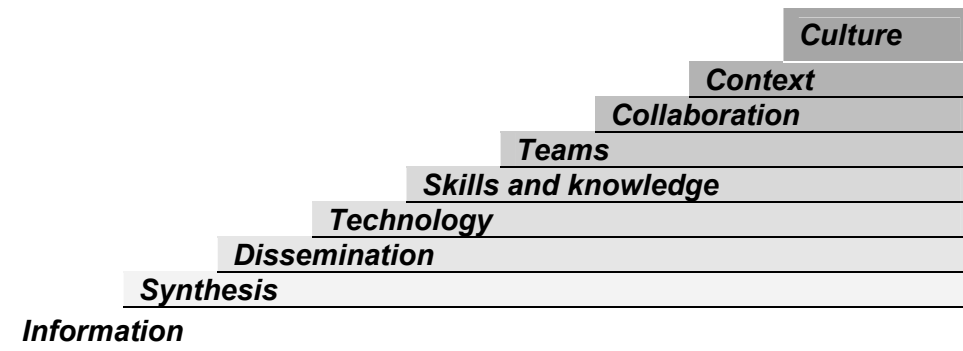 Culture
Context
Collaboration
Teams
Skills and knowledge
Technology
Dissemination
Synthesis
Information